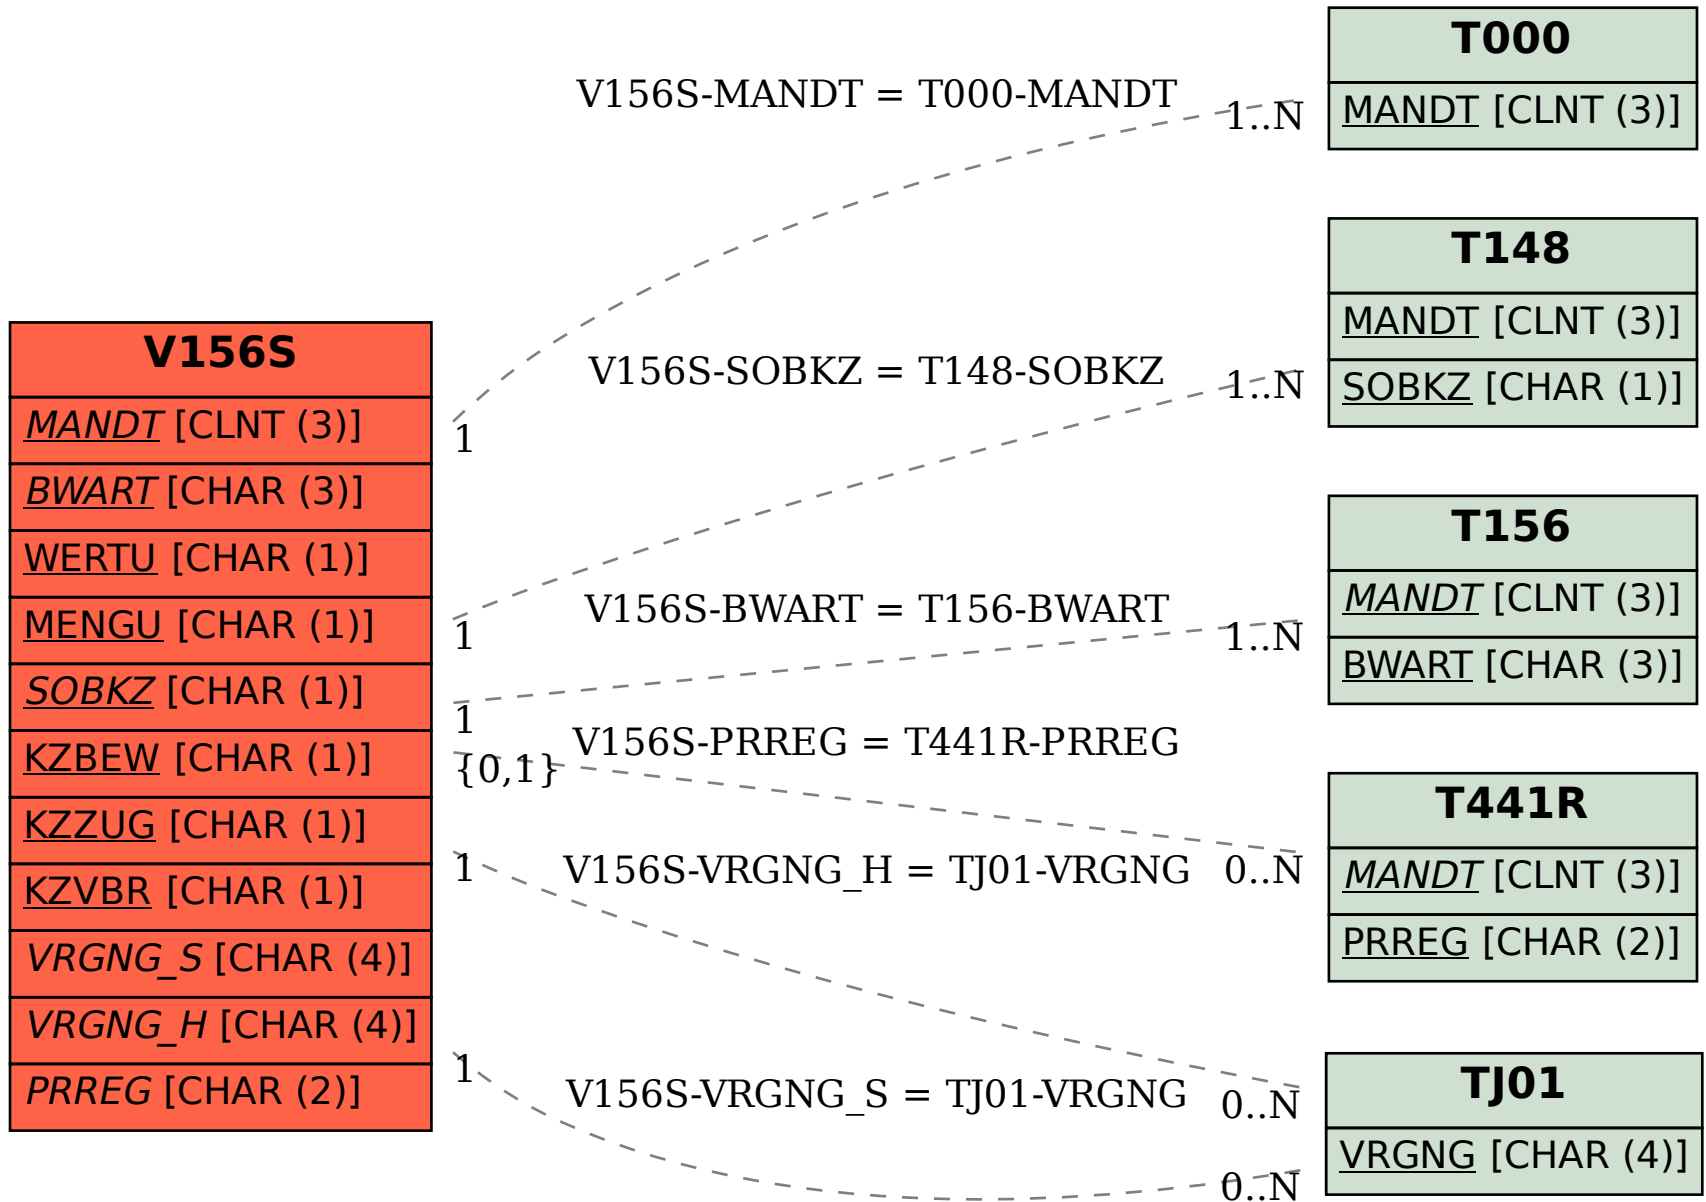 V156S
MANDT [CLNT (3)]
BWART [CHAR (3)]
WERTU [CHAR (1)]
MENGU [CHAR (1)]
SOBKZ [CHAR (1)]
KZBEW [CHAR (1)]
KZZUG [CHAR (1)]
KZVBR [CHAR (1)]
VRGNG_S [CHAR (4)]
VRGNG_H [CHAR (4)]
PRREG [CHAR (2)]
V156S-MANDT = T000-MANDT
1..N
1
V156S-SOBKZ = T148-SOBKZ
1..N
1
V156S-BWART = T156-BWART
1..N
1
V156S-PRREG = T441R-PRREG
{0,1}
0..N
V156S-VRGNG_H = TJ01-VRGNG
1
0..N
V156S-VRGNG_S = TJ01-VRGNG
1
0..N
T000
MANDT [CLNT (3)]
T148
MANDT [CLNT (3)]
SOBKZ [CHAR (1)]
T156
MANDT [CLNT (3)]
BWART [CHAR (3)]
T441R
MANDT [CLNT (3)]
PRREG [CHAR (2)]
TJ01
VRGNG [CHAR (4)]